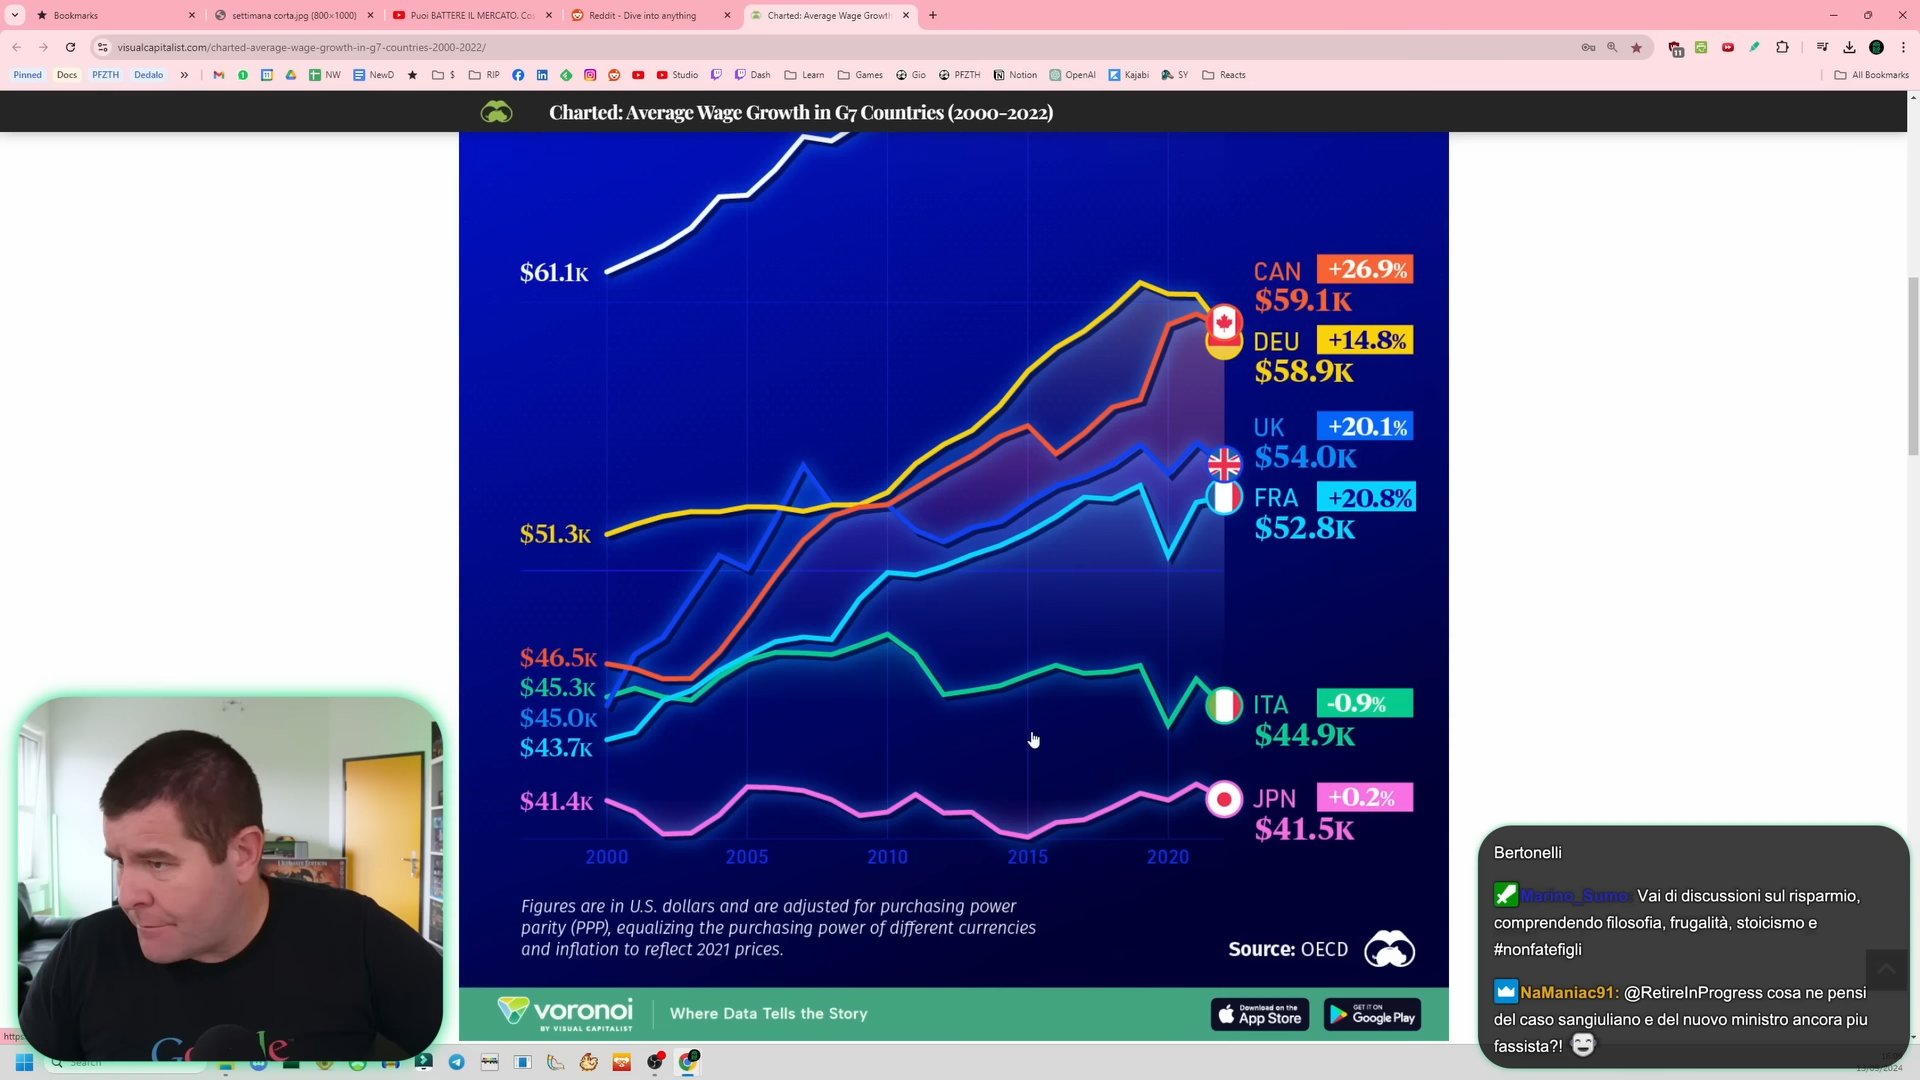 Bookmarks
settimana corta.jpg (800×1000)
Puoi BATTERE IL MERCATO. Co
Reddit - Dive into anything
Charted: Average Wage Growth
visualcapitalist.com/charted-average-wage-growth-in-g7-countries-2000-2022/
11
Pinned Docs PFZTH Dedalo NW NewD $ RIP Studio Dash Learn Games Gio PFZTH Notion OpenAI Kajabi SY Reacts All Bookmarks
Charted: Average Wage Growth in G7 Countries (2000-2022)
$61.1K
$51.3K
$46.5K
$45.3K
$45.0K
$43.7K
$41.4K
CAN +26.9%
$59.1K
DEU +14.8%
$58.9K
UK +20.1%
$54.0K
FRA +20.8%
$52.8K
ITA -0.9%
$44.9K
JPN +0.2%
$41.5K
2000 2005 2010 2015 2020
Figures are in U.S. dollars and are adjusted for purchasing power
parity (PPP), equalizing the purchasing power of different currencies
and inflation to reflect 2021 prices.
Source: OECD
voronoi
BY VISUAL CAPITALIST
Where Data Tells the Story
Download on the
App Store
GET IT ON
Google Play
Bertonelli
Marino_Sumo: Vai di discussioni sul risparmio,
comprendendo filosofia, frugalità, stoicismo e
#nonfatefigli
NaManiac91: @RetireInProgress cosa ne pensi
del caso sangiuliano e del nuovo ministro ancora piu
fassista?!
Search